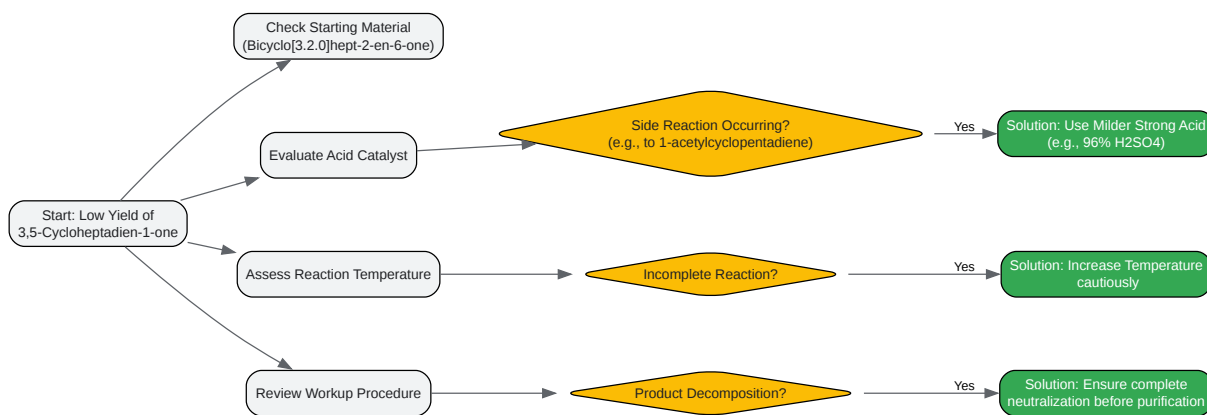 Check Starting Material
(Bicyclo[3.2.0]hept-2-en-6-one)
Side Reaction Occurring?
(e.g., to 1-acetylcyclopentadiene)
Yes
Solution: Use Milder Strong Acid
(e.g., 96% H2SO4)
Evaluate Acid Catalyst
Start: Low Yield of
3,5-Cycloheptadien-1-one
Assess Reaction Temperature
Incomplete Reaction?
Yes
Solution: Increase Temperature
cautiously
Review Workup Procedure
Product Decomposition?
Yes
Solution: Ensure complete
neutralization before purification